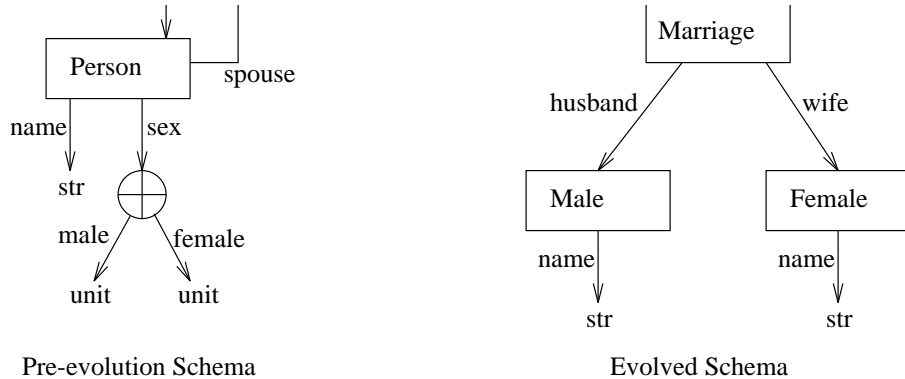 Person
spouse
name
sex
str
male
female
unit
unit
Pre-evolution Schema
Marriage
husband
wife
Male
Female
name
name
str
str
Evolved Schema